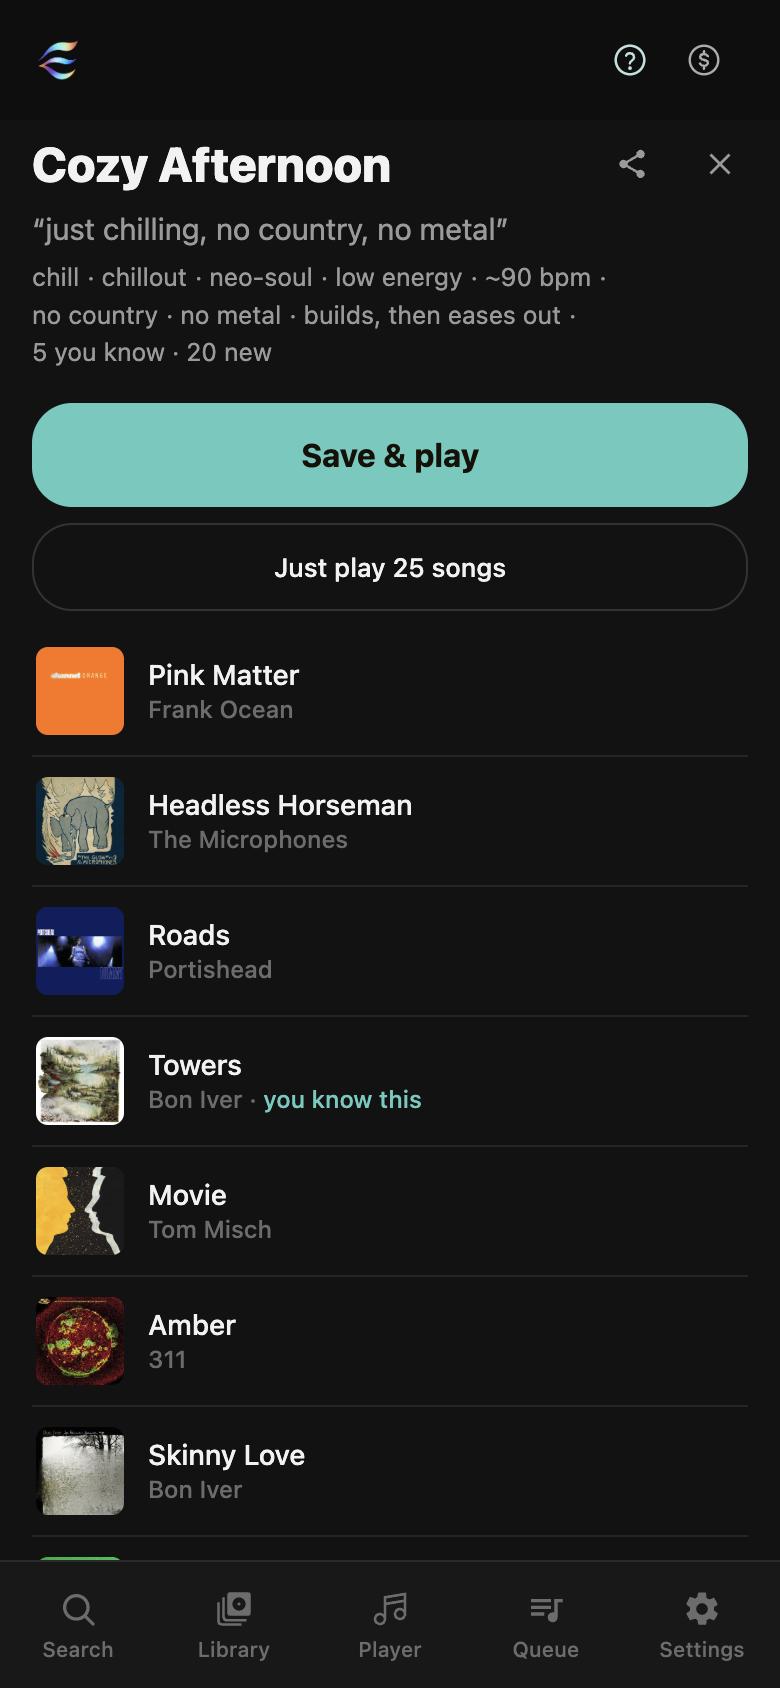 Cozy Afternoon
“just chilling, no country, no metal”
chill · chillout · neo-soul · low energy · ~90 bpm ·
no country · no metal · builds, then eases out ·
5 you know · 20 new
Save & play
Just play 25 songs
channel ORANGE
Pink Matter
Frank Ocean
Headless Horseman
The Microphones
PORTISHEAD
Roads
Portishead
Towers
Bon Iver · you know this
Movie
Tom Misch
Amber
311
Skinny Love
Bon Iver
Search
Library
Player
Queue
Settings